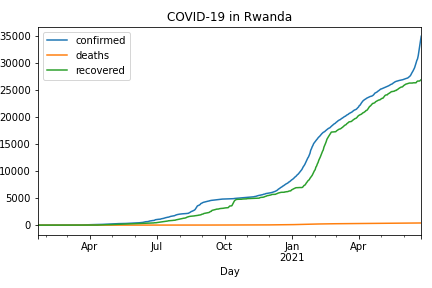 COVID-19 in Rwanda
confirmed
deaths
recovered
35000
30000
25000
20000
15000
10000
5000
0
Apr Jul Oct Jan Apr
2021
Day